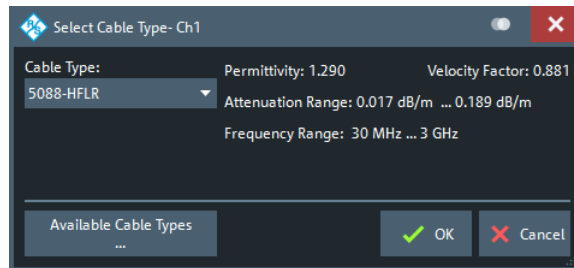 R&S
Select Cable Type- Ch1
Cable Type:
5088-HFLR
Permittivity: 1.290 Velocity Factor: 0.881
Attenuation Range: 0.017 dB/m ... 0.189 dB/m
Frequency Range: 30 MHz ... 3 GHz
Available Cable Types
...
OK
Cancel